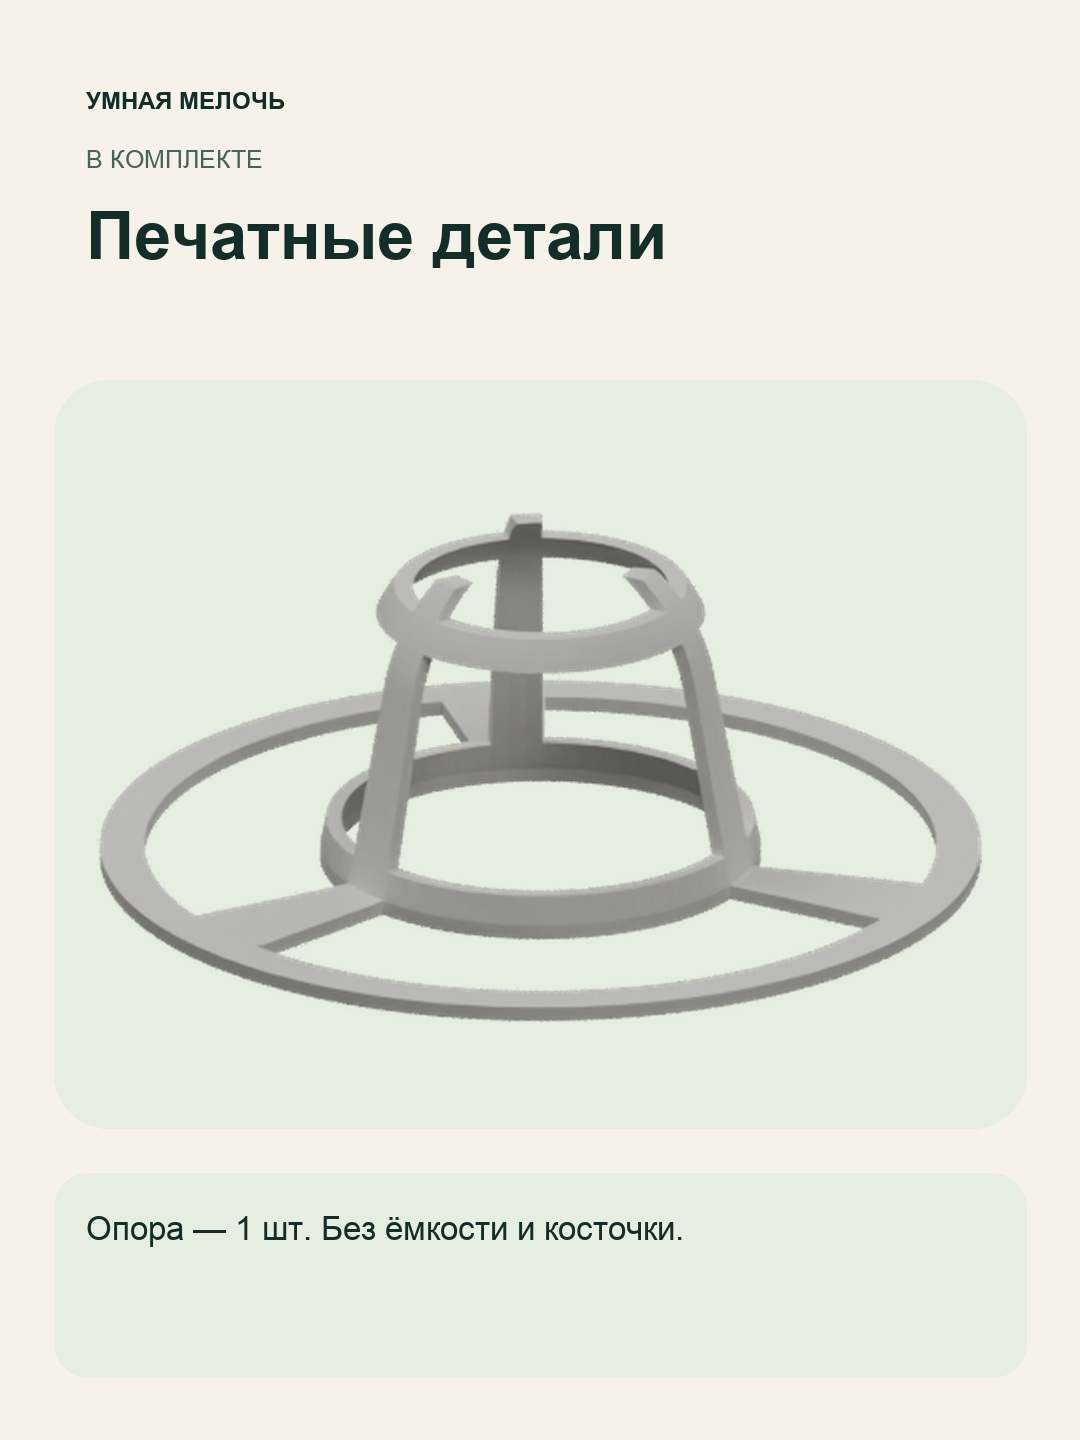 УМНАЯ МЕЛОЧЬ
В КОМПЛЕКТЕ
Печатные детали
Опора — 1 шт. Без ёмкости и косточки.